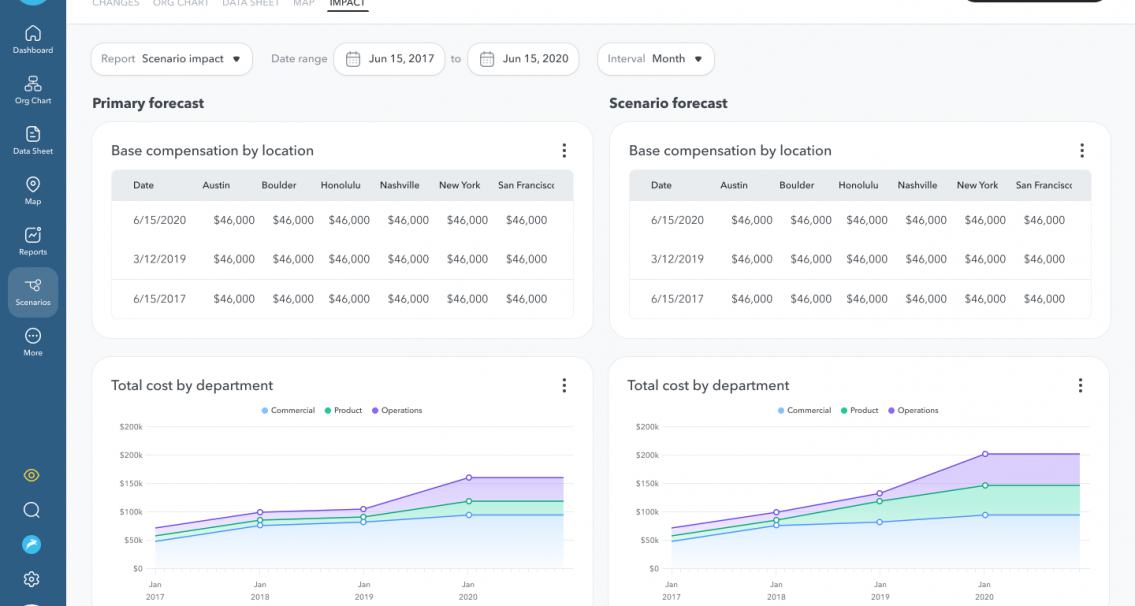 CHANGES ORG CHART DATA SHEET MAP IMPACT
Dashboard
Org Chart
Data Sheet
Map
Reports
Scenarios
More
Report Scenario impact Date range Jun 15, 2017 to Jun 15, 2020 Interval Month
Primary forecast
Base compensation by location
Date Austin Boulder Honolulu Nashville New York San Francisc
6/15/2020 $46,000 $46,000 $46,000 $46,000 $46,000 $46,000
3/12/2019 $46,000 $46,000 $46,000 $46,000 $46,000 $46,000
6/15/2017 $46,000 $46,000 $46,000 $46,000 $46,000 $46,000
Total cost by department
Commercial Product Operations
$200k
$200k
$150k
$100k
$50k
$0
Jan Jan Jan Jan
2017 2018 2019 2020
Scenario forecast
Base compensation by location
Date Austin Boulder Honolulu Nashville New York San Francisc
6/15/2020 $46,000 $46,000 $46,000 $46,000 $46,000 $46,000
3/12/2019 $46,000 $46,000 $46,000 $46,000 $46,000 $46,000
6/15/2017 $46,000 $46,000 $46,000 $46,000 $46,000 $46,000
Total cost by department
Commercial Product Operations
$200k
$200k
$150k
$100k
$50k
$0
Jan Jan Jan Jan
2017 2018 2019 2020